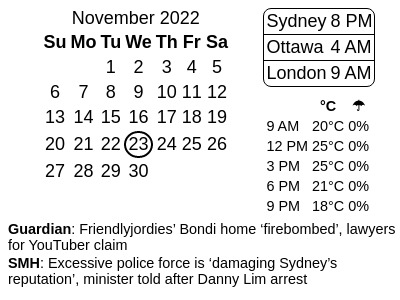 November 2022
Su Mo Tu We Th Fr Sa
1 2 3 4 5
6 7 8 9 10 11 12
13 14 15 16 17 18 19
20 21 22 23 24 25 26
27 28 29 30
Sydney 8 PM
Ottawa 4 AM
London 9 AM
°C ☂
9 AM 20°C 0%
12 PM 25°C 0%
3 PM 25°C 0%
6 PM 21°C 0%
9 PM 18°C 0%
Guardian: Friendlyjordies’ Bondi home ‘firebombed’, lawyers
for YouTuber claim
SMH: Excessive police force is ‘damaging Sydney’s
reputation’, minister told after Danny Lim arrest